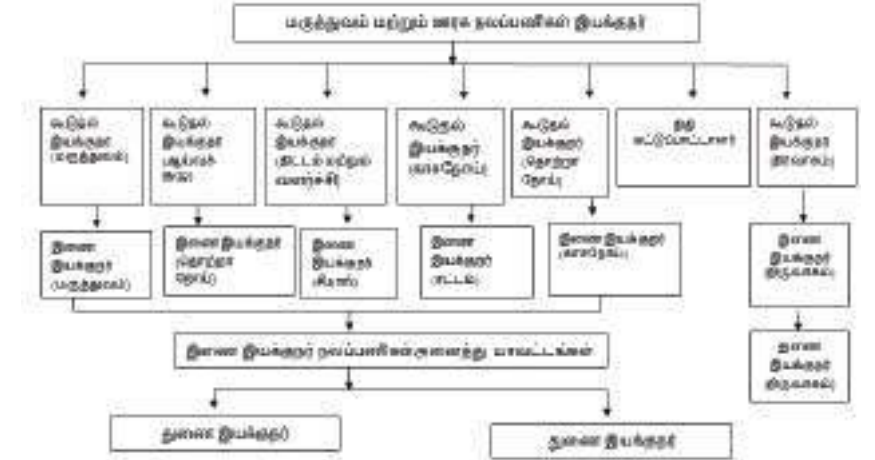 மருத்துவம் மற்றும் ஊரக நலப்பணிகள் இயக்குநர்
கூடுதல்
இயக்குநர்
(மருத்துவம்)
கூடுதல்
இயக்குநர்
கூடுதல்
இயக்குநர்
(திட்டம் மற்றும்
வளர்ச்சி)
கூடுதல்
இயக்குநர்
(காசநோய்)
கூடுதல்
இயக்குநர்
(தொற்றா
நோய்)
நிதி
கட்டுப்பாட்டாளர்
கூடுதல்
இயக்குநர்
(நிர்வாகம்)
இணை
இயக்குநர்
(மருத்துவம்)
இணை இயக்குநர்
(தொற்றா
நோய்)
இணை
இயக்குநர்
இணை
இயக்குநர்
இணை இயக்குநர்
(காசநோய்)
இணை
இயக்குநர்
இணை இயக்குநர் நலப்பணிகள் அனைத்து மாவட்டங்கள்
இயக்குநர்
துணை இயக்குநர்
துணை இயக்குநர்